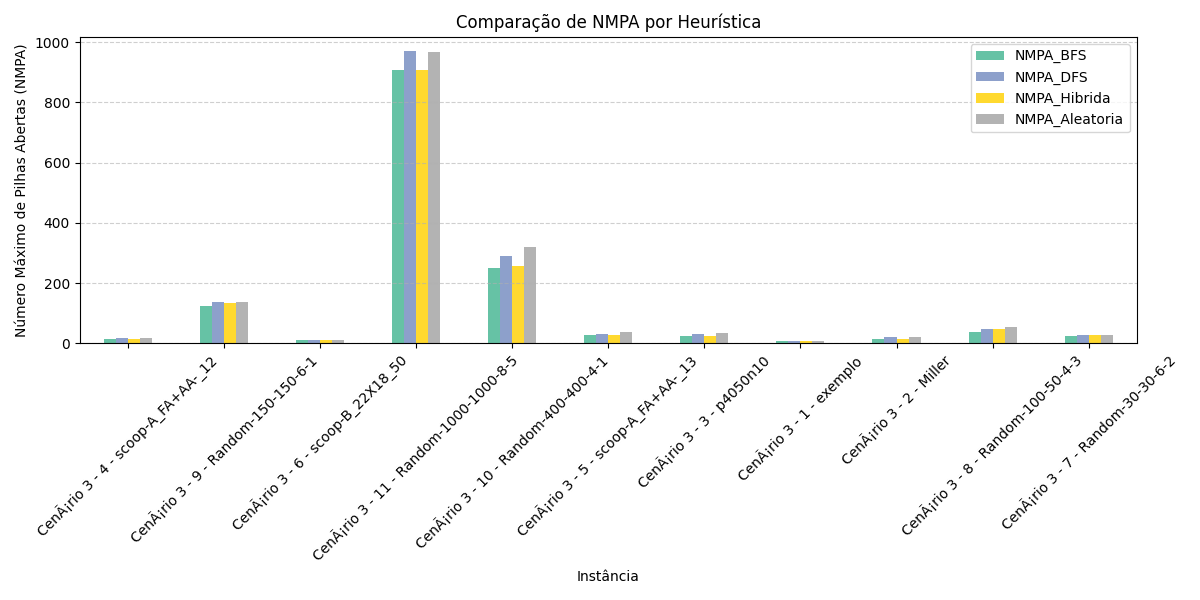 Comparação de NMPA por Heurística
Número Máximo de Pilhas Abertas (NMPA)
1000
800
600
400
200
0
NMPA_BFS
NMPA_DFS
NMPA_Hibrida
NMPA_Aleatoria
CenÃ¡rio 3 - 4 - scoop-A_FA+AA-_12
CenÃ¡rio 3 - 9 - Random-150-150-6-1
CenÃ¡rio 3 - 6 - scoop-B_22X18_50
CenÃ¡rio 3 - 11 - Random-1000-1000-8-5
CenÃ¡rio 3 - 10 - Random-400-400-4-1
CenÃ¡rio 3 - 5 - scoop-A_FA+AA-_13
CenÃ¡rio 3 - 3 - p4050n10
CenÃ¡rio 3 - 1 - exemplo
CenÃ¡rio 3 - 2 - Miller
CenÃ¡rio 3 - 8 - Random-100-50-4-3
CenÃ¡rio 3 - 7 - Random-30-30-6-2
Instância